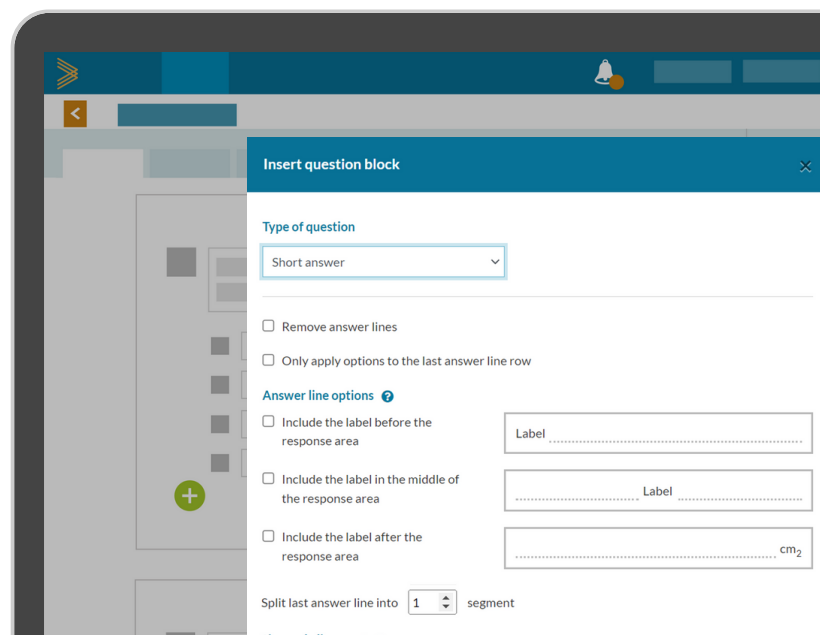 Insert question block
Type of question
Short answer
Remove answer lines
Only apply options to the last answer line row
Answer line options
Include the label before the
response area
Label
Include the label in the middle of
the response area
Label
Include the label after the
response area
cm₂
Split last answer line into 1 segment